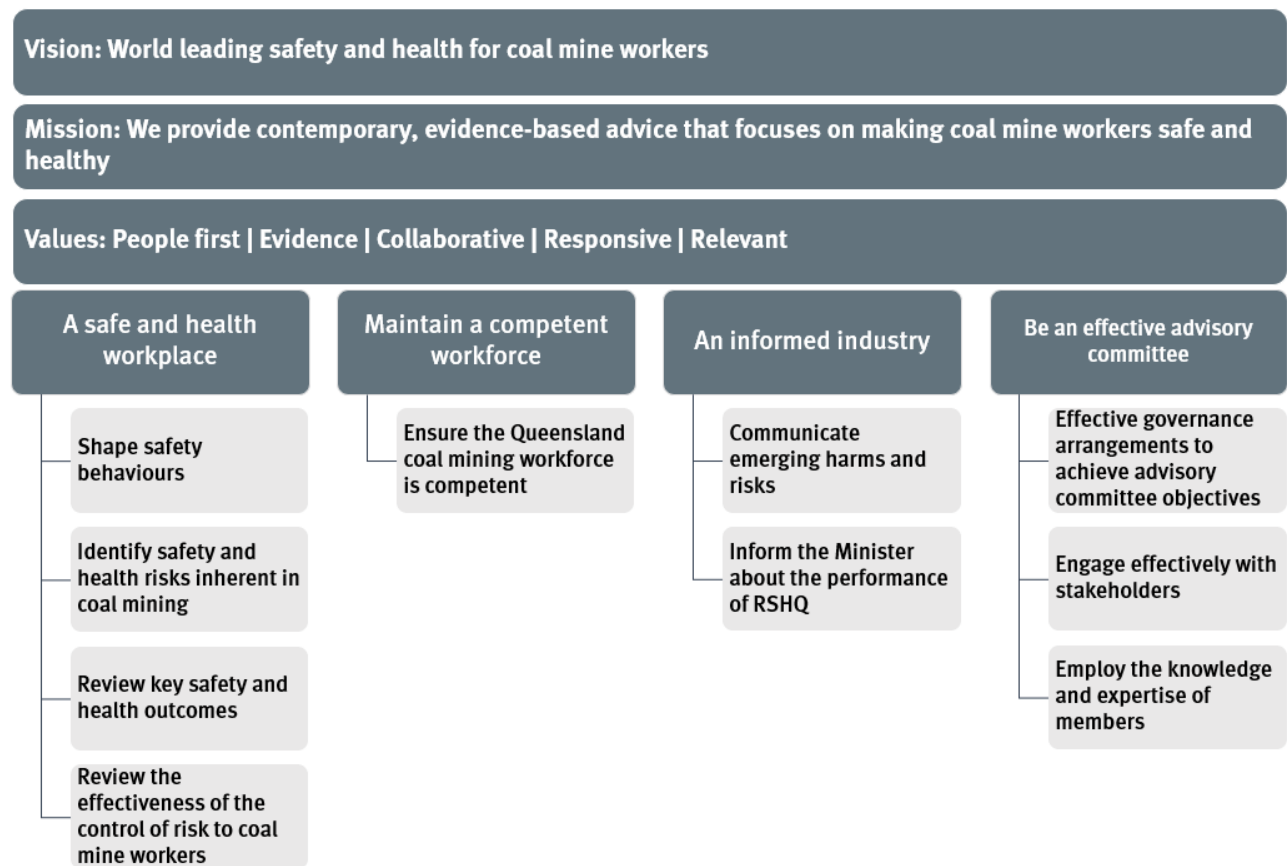 Vision: World leading safety and health for coal mine workers
Mission: We provide contemporary, evidence-based advice that focuses on making coal mine workers safe and
healthy
Values: People first | Evidence | Collaborative | Responsive | Relevant
A safe and health
workplace
Shape safety
behaviours
Identify safety and
health risks inherent in
coal mining
Review key safety and
health outcomes
Review the
effectiveness of the
control of risk to coal
mine workers
Maintain a competent
workforce
Ensure the Queensland
coal mining workforce
is competent
An informed industry
Communicate
emerging harms and
risks
Inform the Minister
about the performance
of RSHQ
Be an effective advisory
committee
Effective governance
arrangements to
achieve advisory
committee objectives
Engage effectively with
stakeholders
Employ the knowledge
and expertise of
members